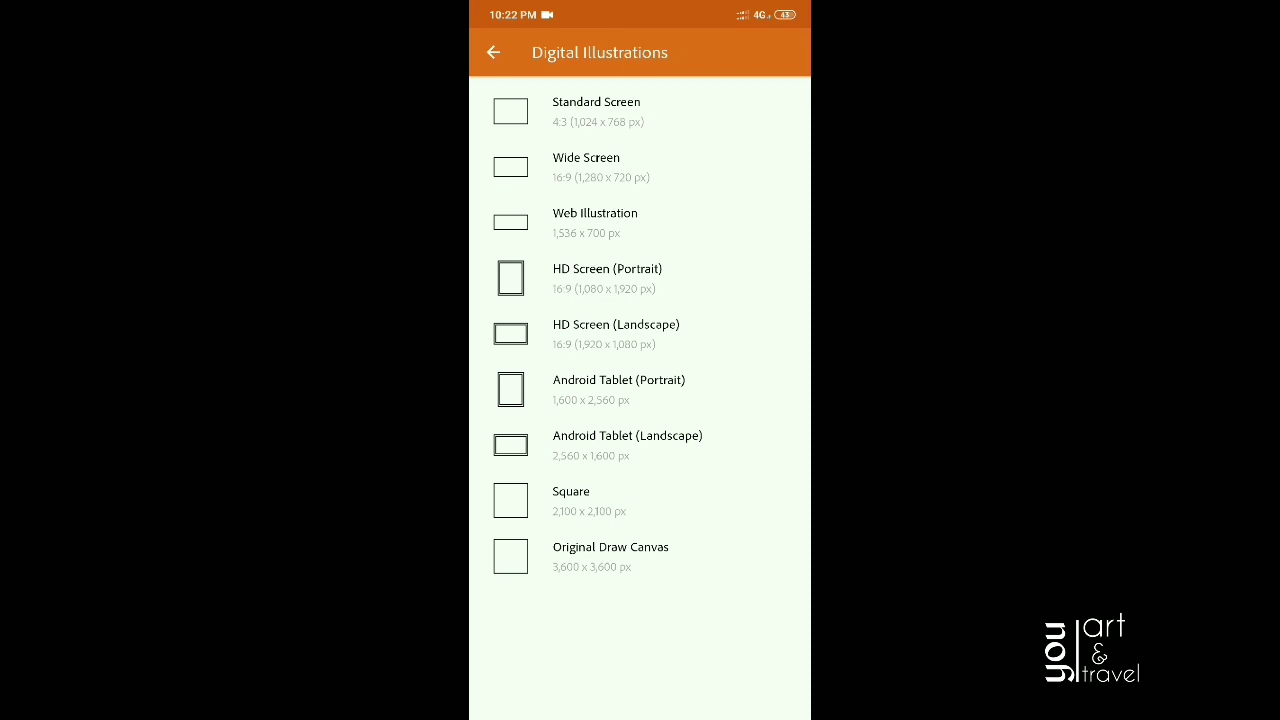 10:22 PM
4G 43
Digital Illustrations
Standard Screen
4:3 (1,024 x 768 px)
Wide Screen
16:9 (1,280 x 720 px)
Web Illustration
1,536 x 700 px
HD Screen (Portrait)
16:9 (1,080 x 1,920 px)
HD Screen (Landscape)
16:9 (1,920 x 1,080 px)
Android Tablet (Portrait)
1,600 x 2,560 px
Android Tablet (Landscape)
2,560 x 1,600 px
Square
2,100 x 2,100 px
Original Draw Canvas
3,600 x 3,600 px
you
art
&
travel